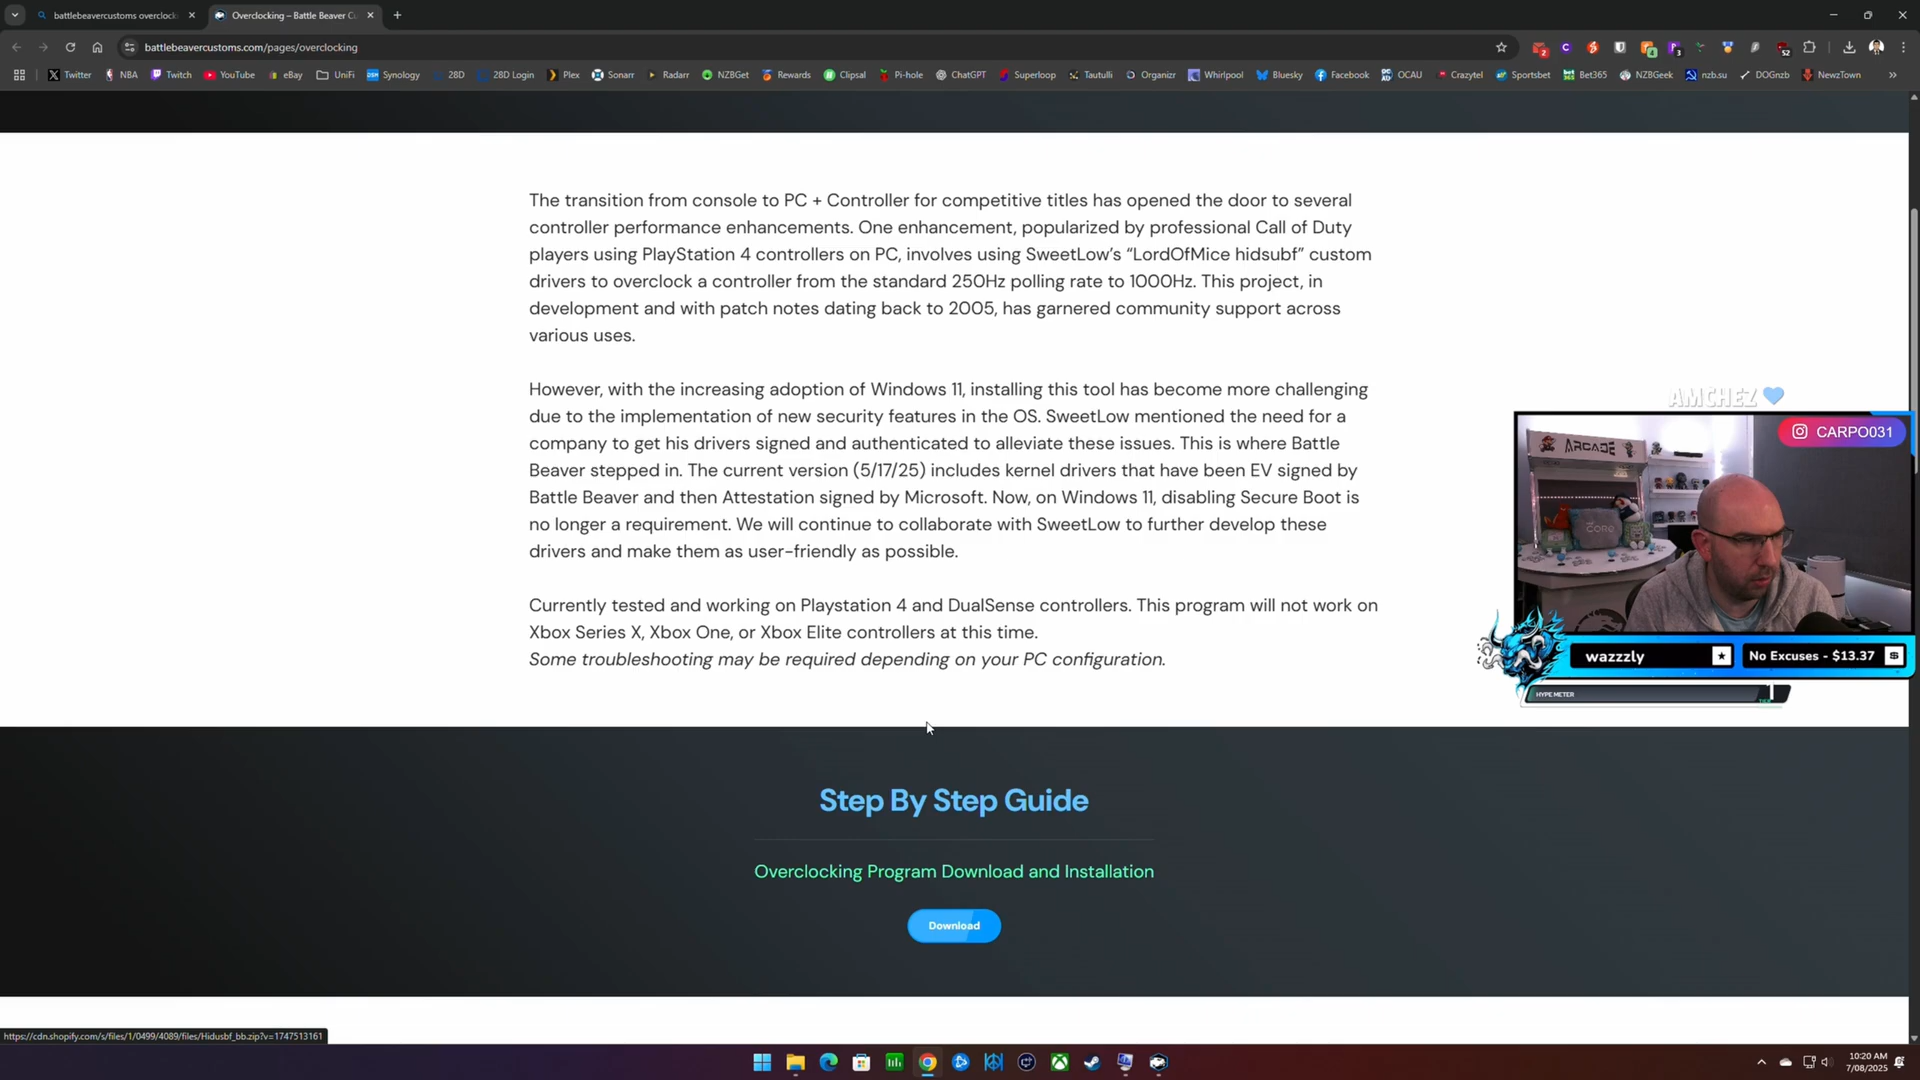 battlebeavercustoms overclock
Overclocking – Battle Beaver Cu
battlebeavercustoms.com/pages/overclocking
Twitter NBA Twitch YouTube eBay UniFi Synology 28D 28D Login Plex Sonarr Radarr NZBGet Rewards Clipsal Pi-hole ChatGPT Superloop Tautulli Organizr Whirlpool Bluesky Facebook OCAU Crazytel Sportsbet Bet365 NZBGeek nzb.su DOGnzb NewzTown
The transition from console to PC + Controller for competitive titles has opened the door to several
controller performance enhancements. One enhancement, popularized by professional Call of Duty
players using PlayStation 4 controllers on PC, involves using SweetLow’s “LordOfMice hidsubf” custom
drivers to overclock a controller from the standard 250Hz polling rate to 1000Hz. This project, in
development and with patch notes dating back to 2005, has garnered community support across
various uses.
However, with the increasing adoption of Windows 11, installing this tool has become more challenging
due to the implementation of new security features in the OS. SweetLow mentioned the need for a
company to get his drivers signed and authenticated to alleviate these issues. This is where Battle
Beaver stepped in. The current version (5/17/25) includes kernel drivers that have been EV signed by
Battle Beaver and then Attestation signed by Microsoft. Now, on Windows 11, disabling Secure Boot is
no longer a requirement. We will continue to collaborate with SweetLow to further develop these
drivers and make them as user-friendly as possible.
Currently tested and working on Playstation 4 and DualSense controllers. This program will not work on
Xbox Series X, Xbox One, or Xbox Elite controllers at this time.
Some troubleshooting may be required depending on your PC configuration.
AMCHEZ
CARPO031
ARCADE
CORE
wazzzly
No Excuses - $13.37
HYPE METER
Step By Step Guide
Overclocking Program Download and Installation
Download
https://cdn.shopify.com/s/files/1/0499/4089/files/Hidusbf_bb.zip?v=1747513161
10:20 AM
7/08/2025